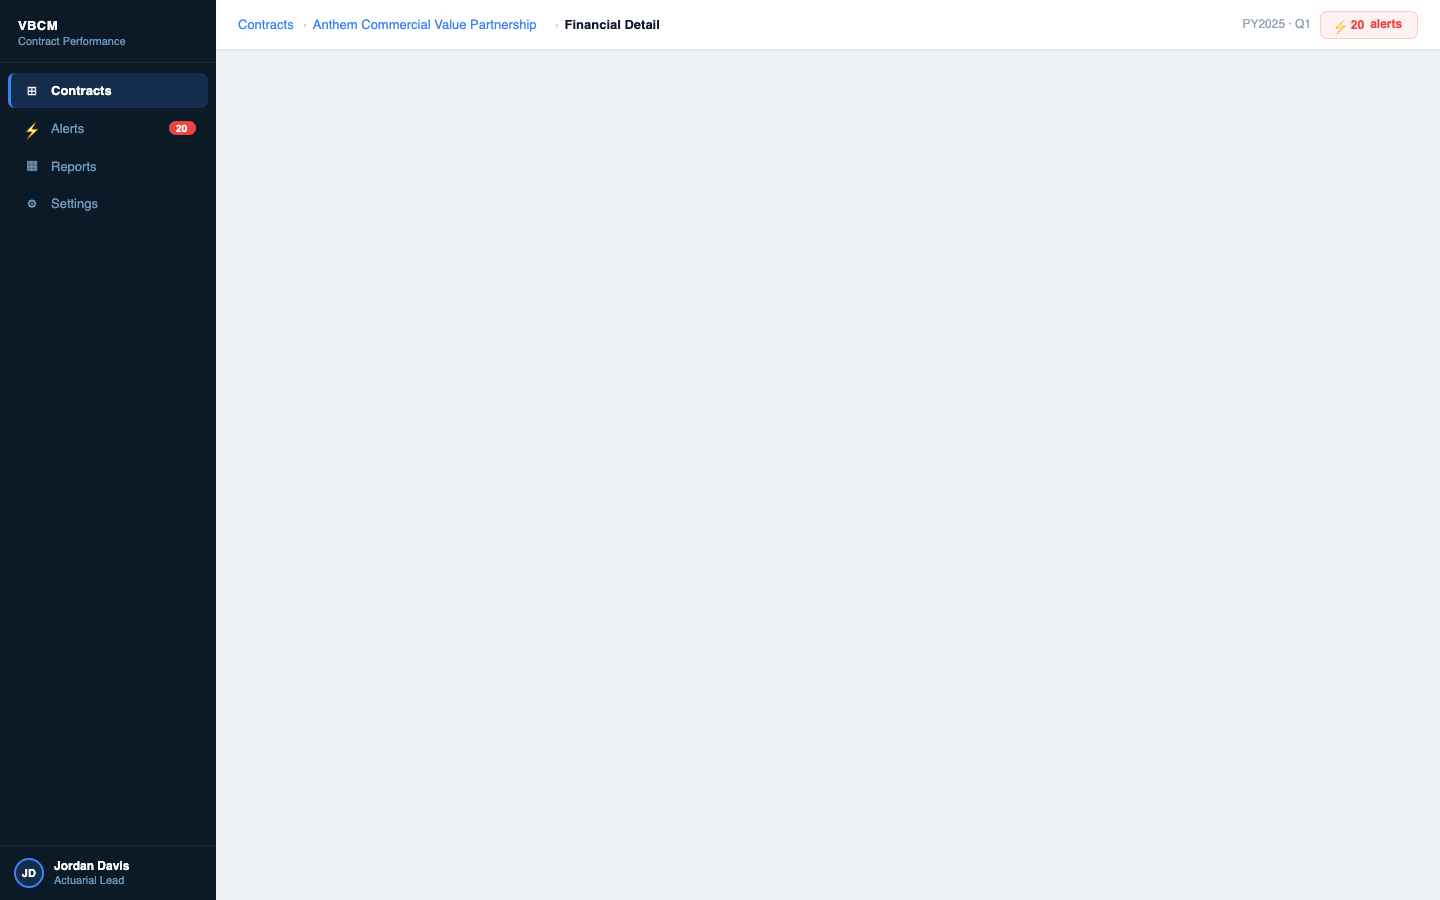 VBCM
Contract Performance
Contracts
Alerts 20
Reports
Settings
Jordan Davis
Actuarial Lead
JD
Contracts › Anthem Commercial Value Partnership › Financial Detail
PY2025 · Q1
⚡ 20 alerts